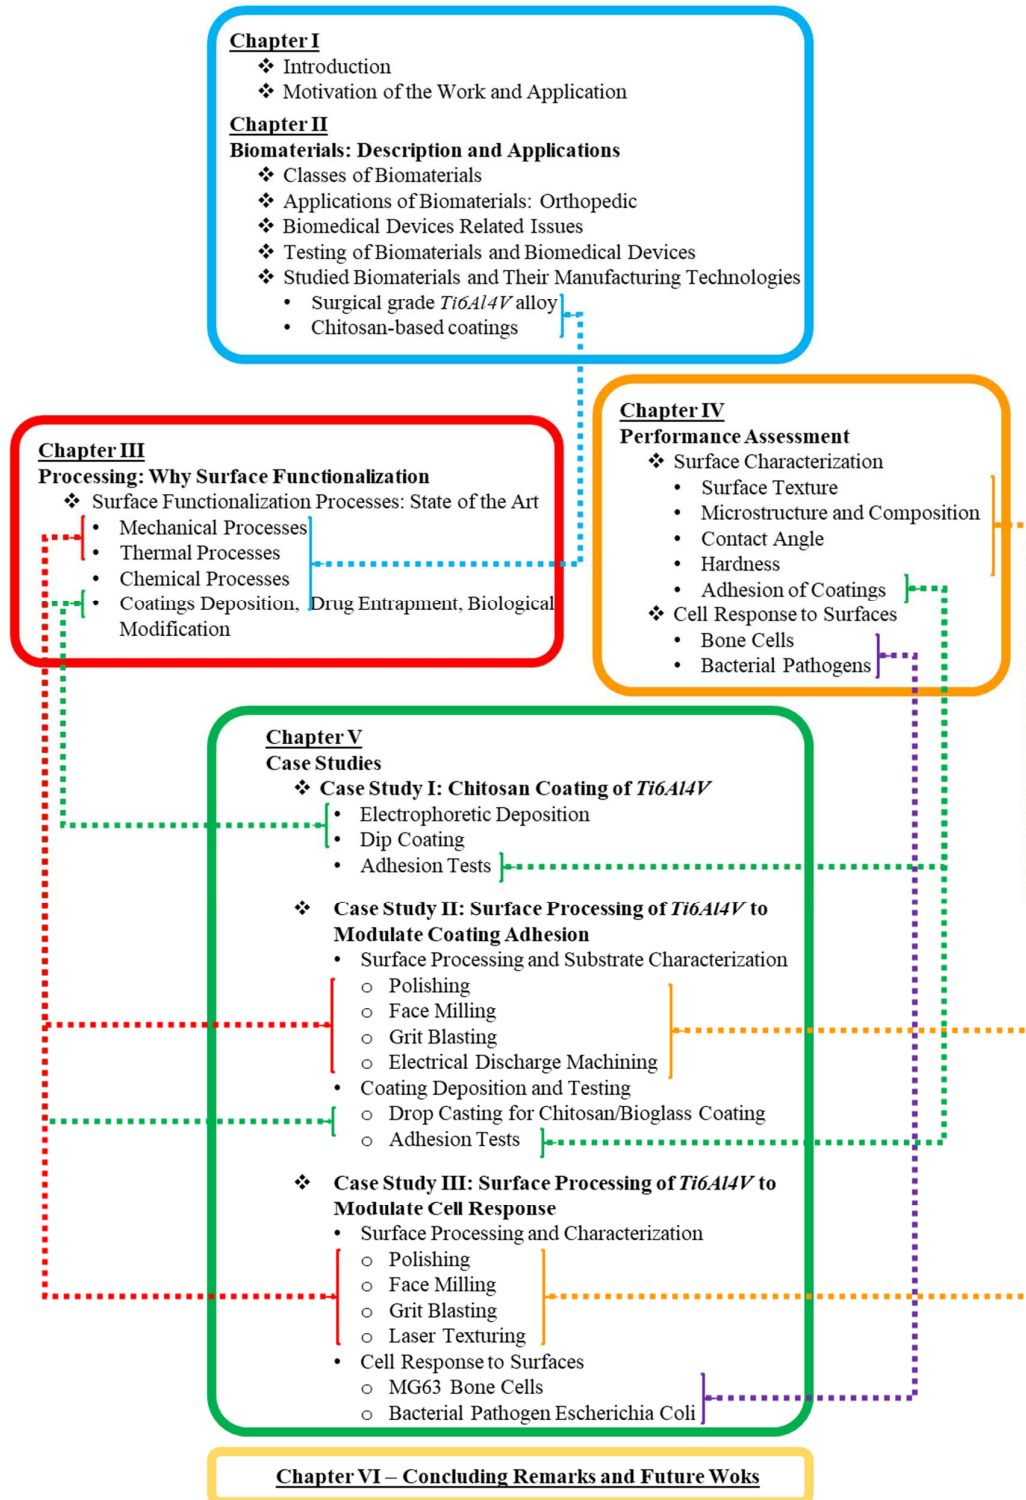 Chapter I
❖ Introduction
❖ Motivation of the Work and Application
Chapter II
Biomaterials: Description and Applications
❖ Classes of Biomaterials
❖ Applications of Biomaterials: Orthopedic
❖ Biomedical Devices Related Issues
❖ Testing of Biomaterials and Biomedical Devices
❖ Studied Biomaterials and Their Manufacturing Technologies
• Surgical grade Ti6Al4V alloy
• Chitosan-based coatings
Chapter III
Processing: Why Surface Functionalization
❖ Surface Functionalization Processes: State of the Art
• Mechanical Processes
• Thermal Processes
• Chemical Processes
• Coatings Deposition, Drug Entrapment, Biological
Modification
Chapter IV
Performance Assessment
❖ Surface Characterization
• Surface Texture
• Microstructure and Composition
• Contact Angle
• Hardness
• Adhesion of Coatings
❖ Cell Response to Surfaces
• Bone Cells
• Bacterial Pathogens
Chapter V
Case Studies
❖ Case Study I: Chitosan Coating of Ti6Al4V
• Electrophoretic Deposition
• Dip Coating
• Adhesion Tests
❖ Case Study II: Surface Processing of Ti6Al4V to
Modulate Coating Adhesion
• Surface Processing and Substrate Characterization
o Polishing
o Face Milling
o Grit Blasting
o Electrical Discharge Machining
• Coating Deposition and Testing
o Drop Casting for Chitosan/Bioglass Coating
o Adhesion Tests
❖ Case Study III: Surface Processing of Ti6Al4V to
Modulate Cell Response
• Surface Processing and Characterization
o Polishing
o Face Milling
o Grit Blasting
o Laser Texturing
• Cell Response to Surfaces
o MG63 Bone Cells
o Bacterial Pathogen Escherichia Coli
Chapter VI – Concluding Remarks and Future Woks